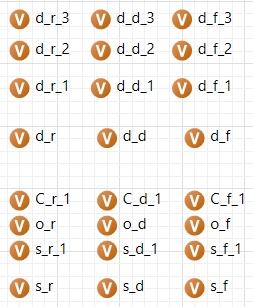 V d_r_3 V d_d_3 V d_f_3
V d_r_2 V d_d_2 V d_f_2
V d_r_1 V d_d_1 V d_f_1
V d_r V d_d V d_f
V C_r_1 V C_d_1 V C_f_1
V o_r V o_d V o_f
V s_r_1 V s_d_1 V s_f_1
V s_r V s_d V s_f